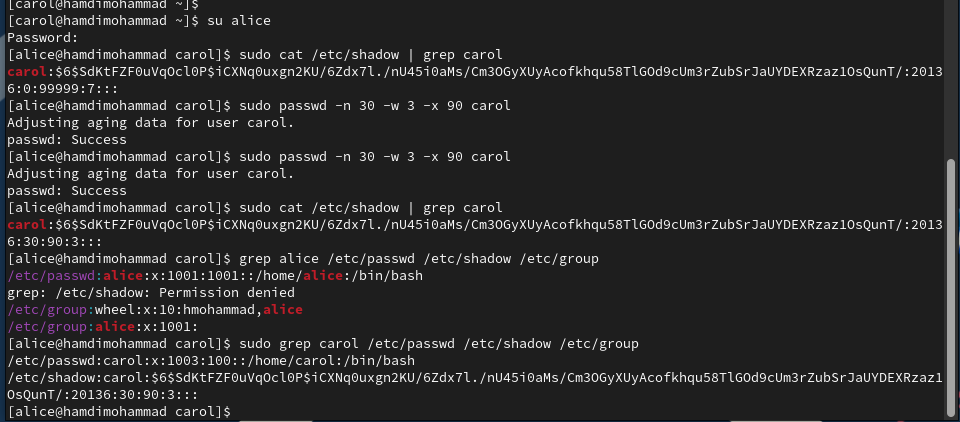 [carol@hamdimohammad ~]$
[carol@hamdimohammad ~]$ su alice
Password:
[alice@hamdimohammad carol]$ sudo cat /etc/shadow | grep carol
carol:$6$SdKtFZF0uVqOcl0P$iCXNq0uxgn2KU/6Zdx7l./nU45i0aMs/Cm3OGyXUyAcofkhqu58TlGOd9cUm3rZubSrJaUYDEXRzaz1OsQunT/:2013
6:0:99999:7:::
[alice@hamdimohammad carol]$ sudo passwd -n 30 -w 3 -x 90 carol
Adjusting aging data for user carol.
passwd: Success
[alice@hamdimohammad carol]$ sudo passwd -n 30 -w 3 -x 90 carol
Adjusting aging data for user carol.
passwd: Success
[alice@hamdimohammad carol]$ sudo cat /etc/shadow | grep carol
carol:$6$SdKtFZF0uVqOcl0P$iCXNq0uxgn2KU/6Zdx7l./nU45i0aMs/Cm3OGyXUyAcofkhqu58TlGOd9cUm3rZubSrJaUYDEXRzaz1OsQunT/:2013
6:30:90:3:::
[alice@hamdimohammad carol]$ grep alice /etc/passwd /etc/shadow /etc/group
/etc/passwd:alice:x:1001:1001::/home/alice:/bin/bash
grep: /etc/shadow: Permission denied
/etc/group:wheel:x:10:hmohammad,alice
/etc/group:alice:x:1001:
[alice@hamdimohammad carol]$ sudo grep carol /etc/passwd /etc/shadow /etc/group
/etc/passwd:carol:x:1003:100::/home/carol:/bin/bash
/etc/shadow:carol:$6$SdKtFZF0uVqOcl0P$iCXNq0uxgn2KU/6Zdx7l./nU45i0aMs/Cm3OGyXUyAcofkhqu58TlGOd9cUm3rZubSrJaUYDEXRzaz1
OsQunT/:20136:30:90:3:::
[alice@hamdimohammad carol]$